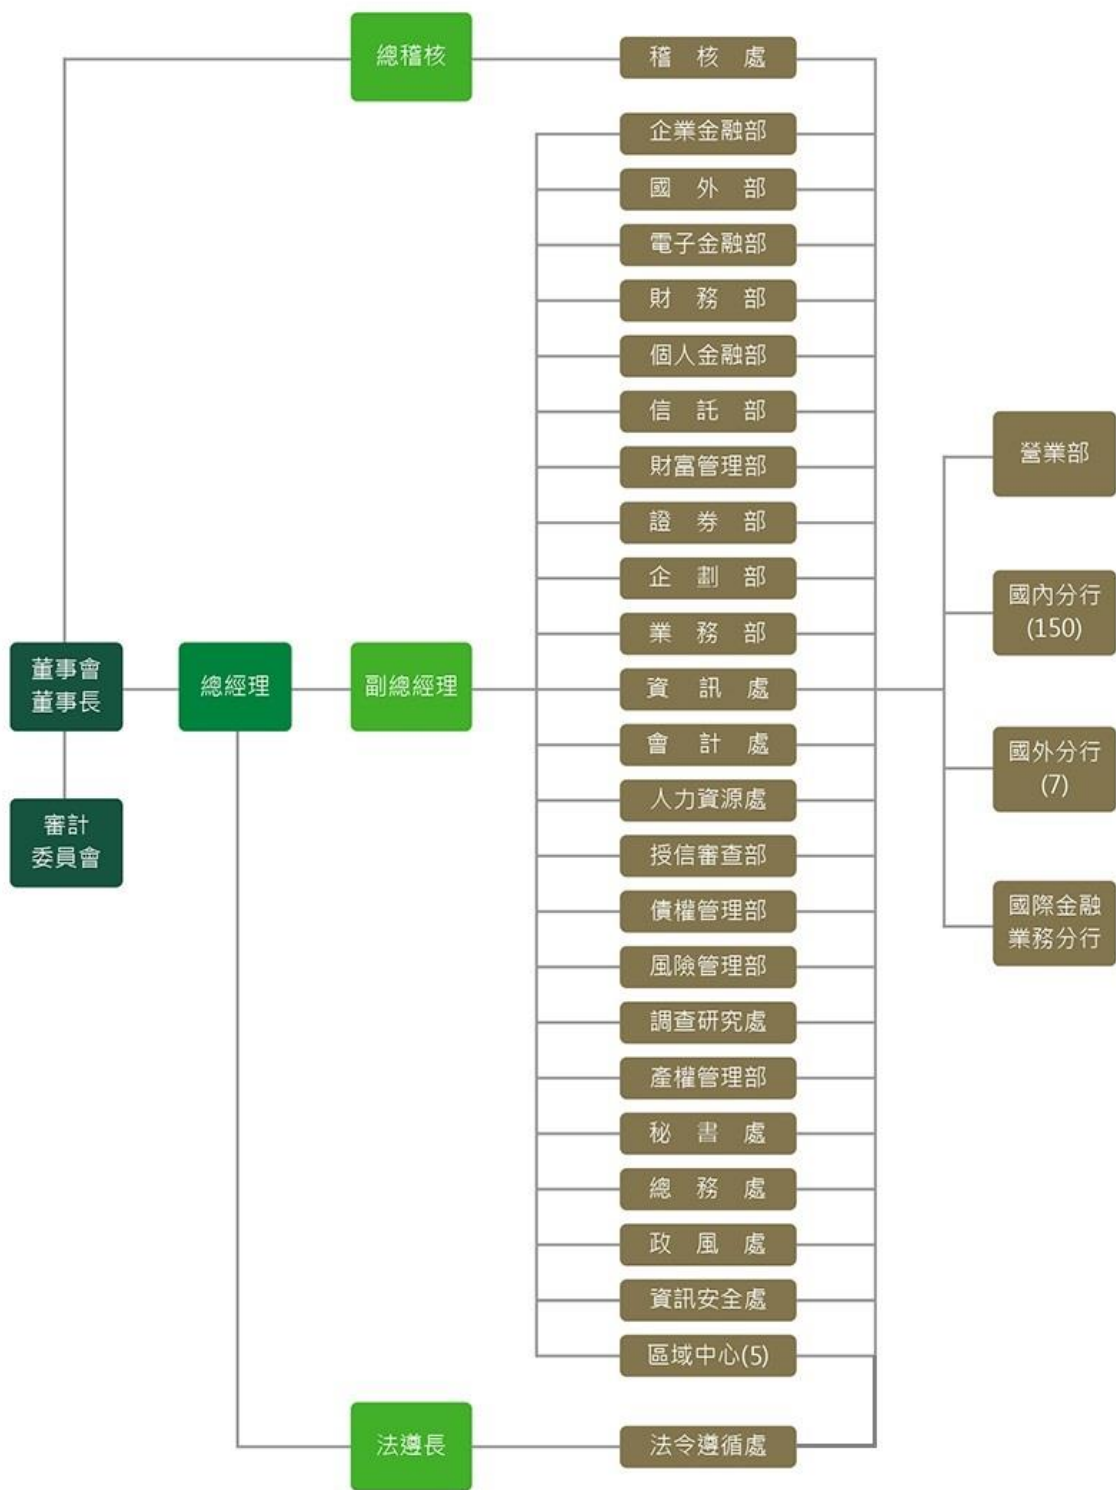 總稽核
稽核處
企業金融部
國外部
電子金融部
財務部
個人金融部
信託部
財富管理部
證券部
企劃部
業務部
資訊處
會計處
人力資源處
授信審查部
債權管理部
風險管理部
調查研究處
產權管理部
秘書處
總務處
政風處
資訊安全處
區域中心(5)
董事會
董事長
總經理
副總經理
審計
委員會
法遵長
法令遵循處
營業部
國內分行
(150)
國外分行
(7)
國際金融
業務分行